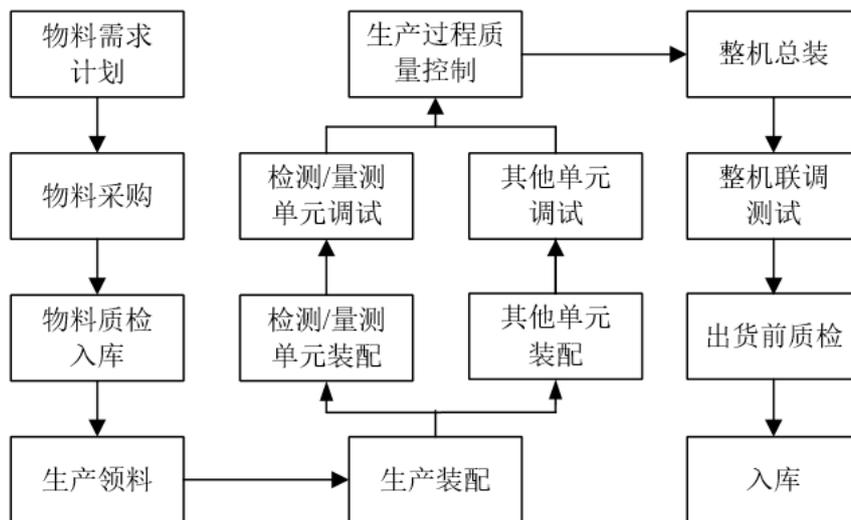 物料需求
计划
物料采购
物料质检
入库
生产领料
生产装配
检测/量测
单元装配
其他单元
装配
检测/量测
单元调试
其他单元
调试
生产过程质
量控制
整机总装
整机联调
测试
出货前质检
入库